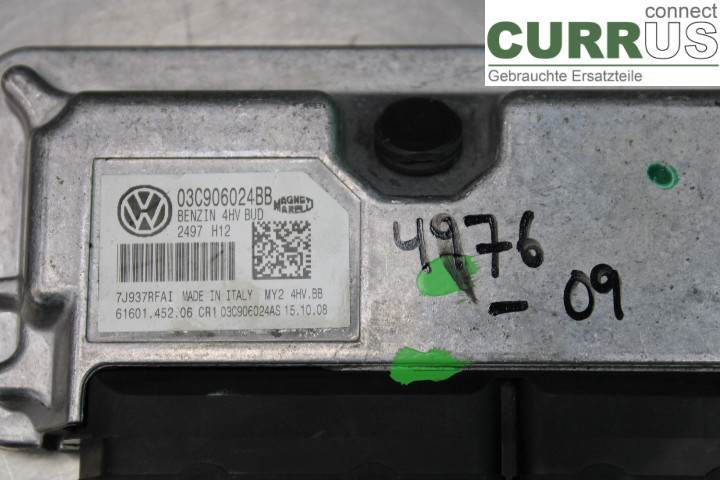 connect
CURRUS
Gebrauchte Ersatzteile
03C906024BB
MAGNETI MARELLI
BENZIN 4HV BUD
2497 H12
7J937RFAI MADE IN ITALY MY2 4HV.BB
61601.452.06 CR1 03C906024AS 15.10.08
4976
- 09